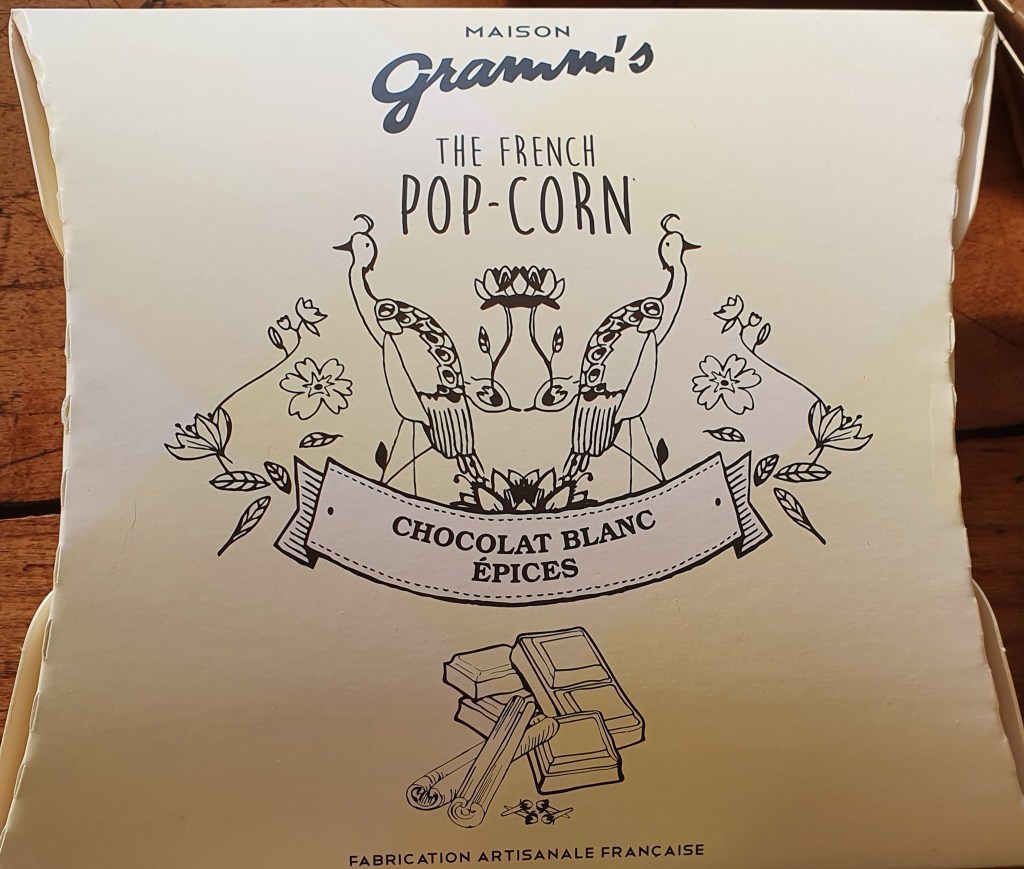 MAISON
Gramm's
THE FRENCH
POP-CORN
CHOCOLAT BLANC
ÉPICES
FABRICATION ARTISANALE FRANÇAISE